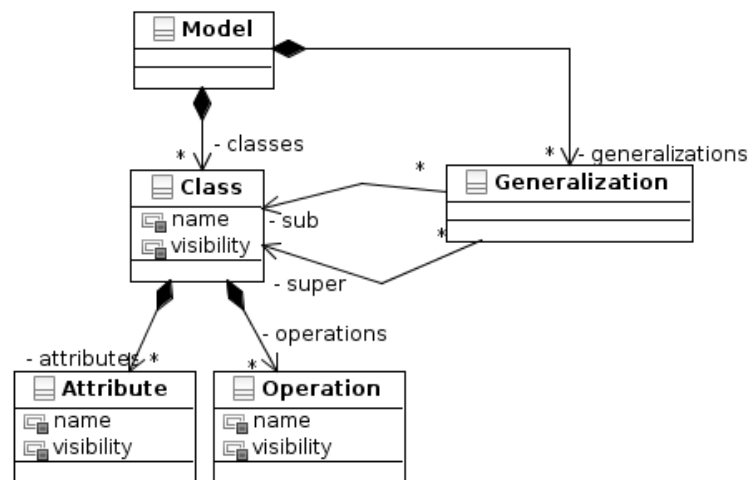 Model
* - classes
* - generalizations
Class
name
visibility
*
- sub
Generalization
*
- super
- operations
- attributes *
*
Attribute
name
visibility
Operation
name
visibility